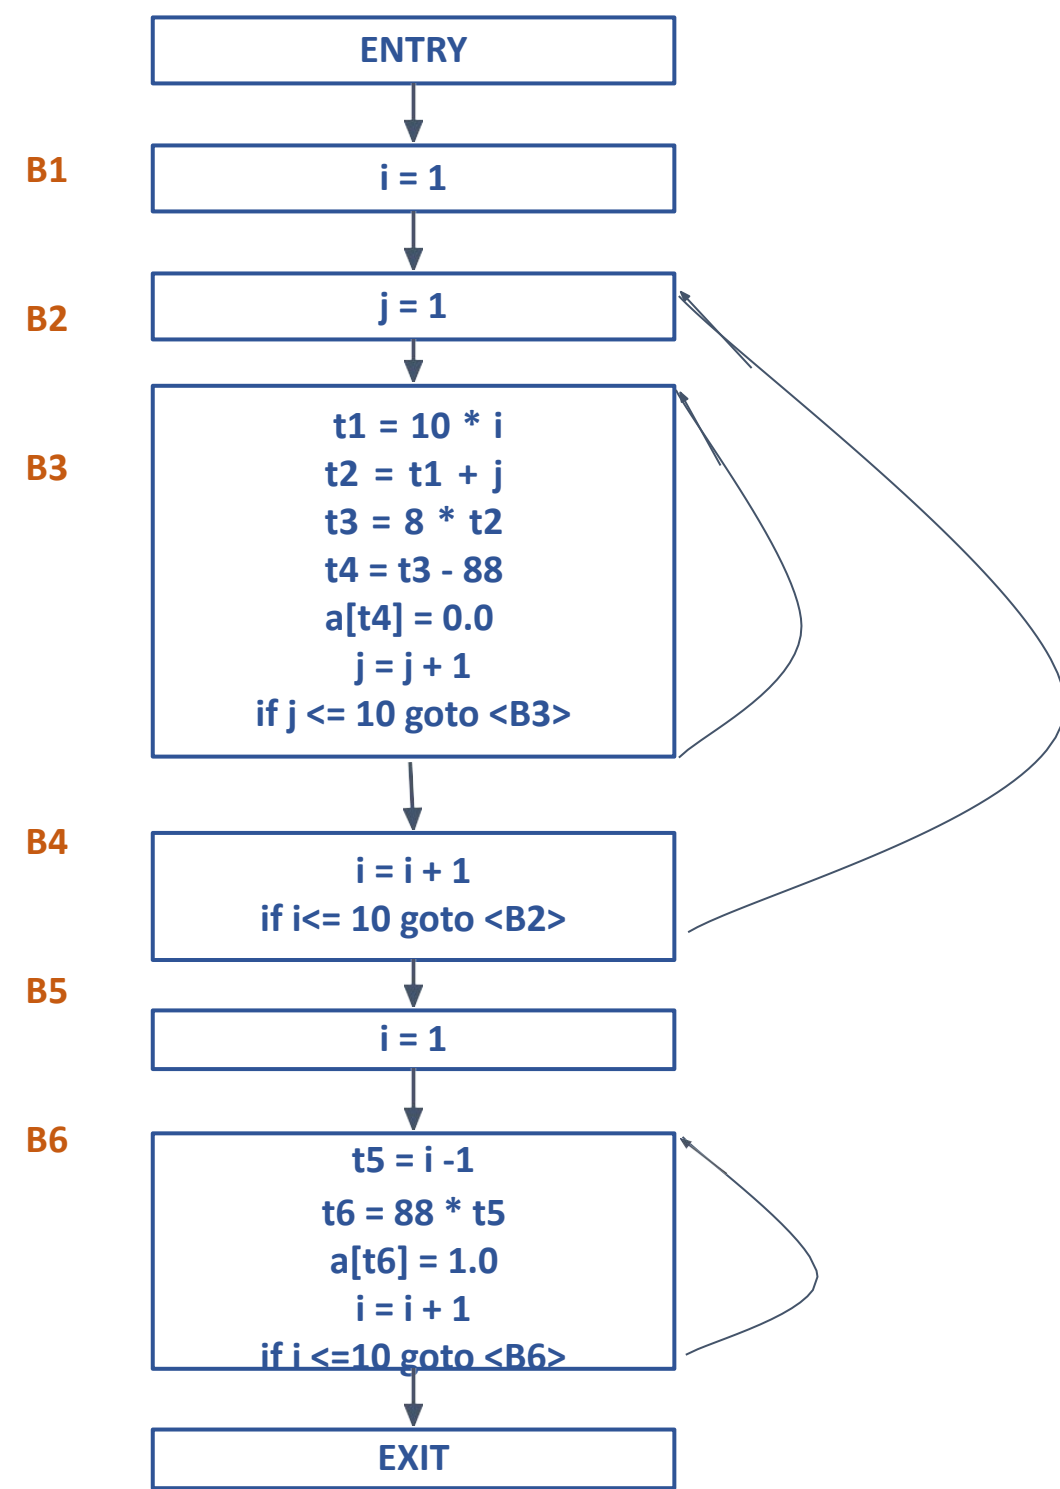 ENTRY
B1
i = 1
B2
j = 1
B3
t1 = 10 * i
t2 = t1 + j
t3 = 8 * t2
t4 = t3 - 88
a[t4] = 0.0
j = j + 1
if j <= 10 goto <B3>
B4
i = i + 1
if i<= 10 goto <B2>
B5
i = 1
B6
t5 = i -1
t6 = 88 * t5
a[t6] = 1.0
i = i + 1
if i <=10 goto <B6>
EXIT